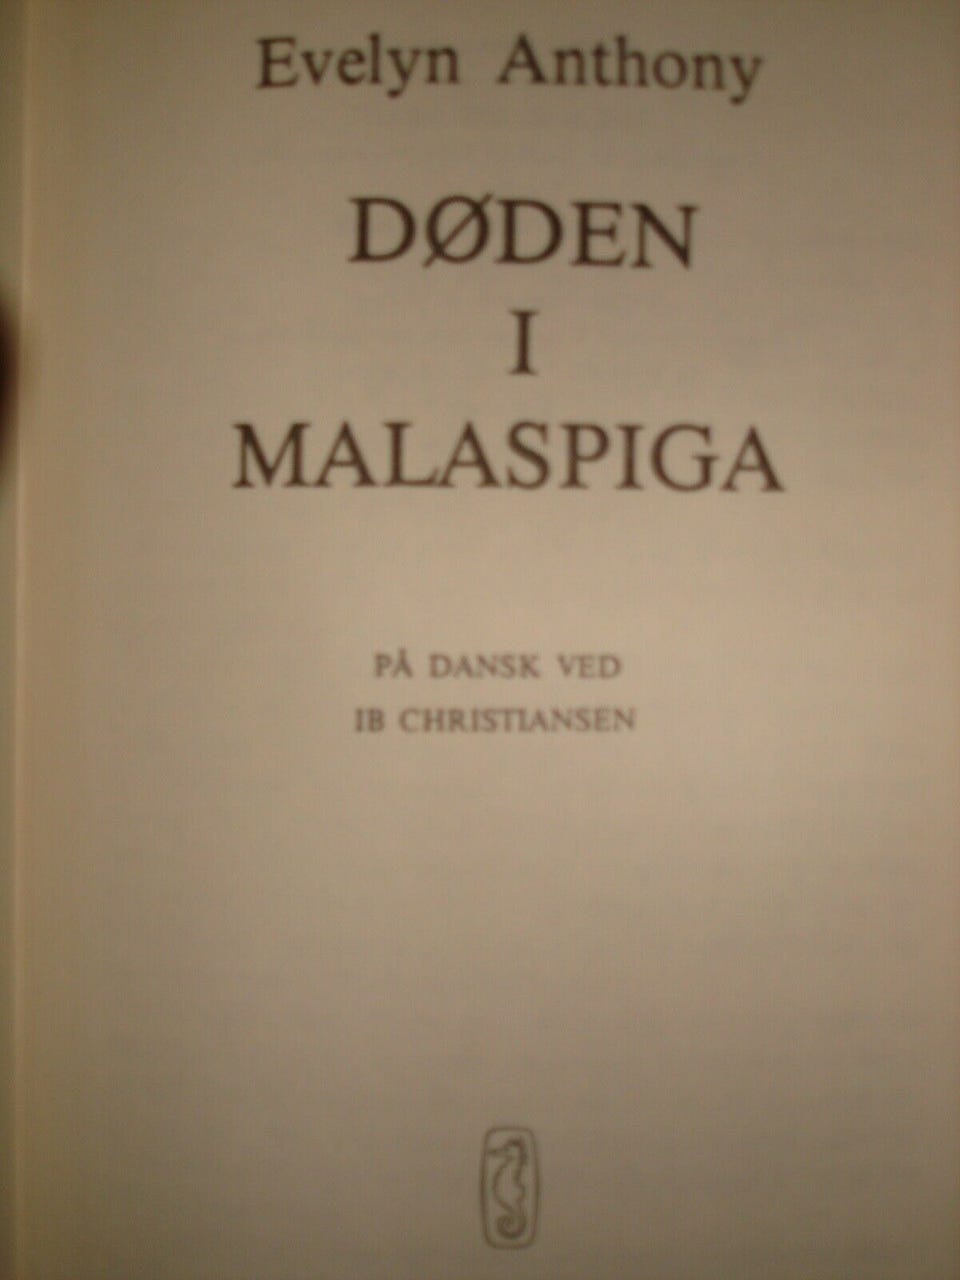 Evelyn Anthony
DØDEN
I
MALASPIGA
PÅ DANSK VED
IB CHRISTIANSEN